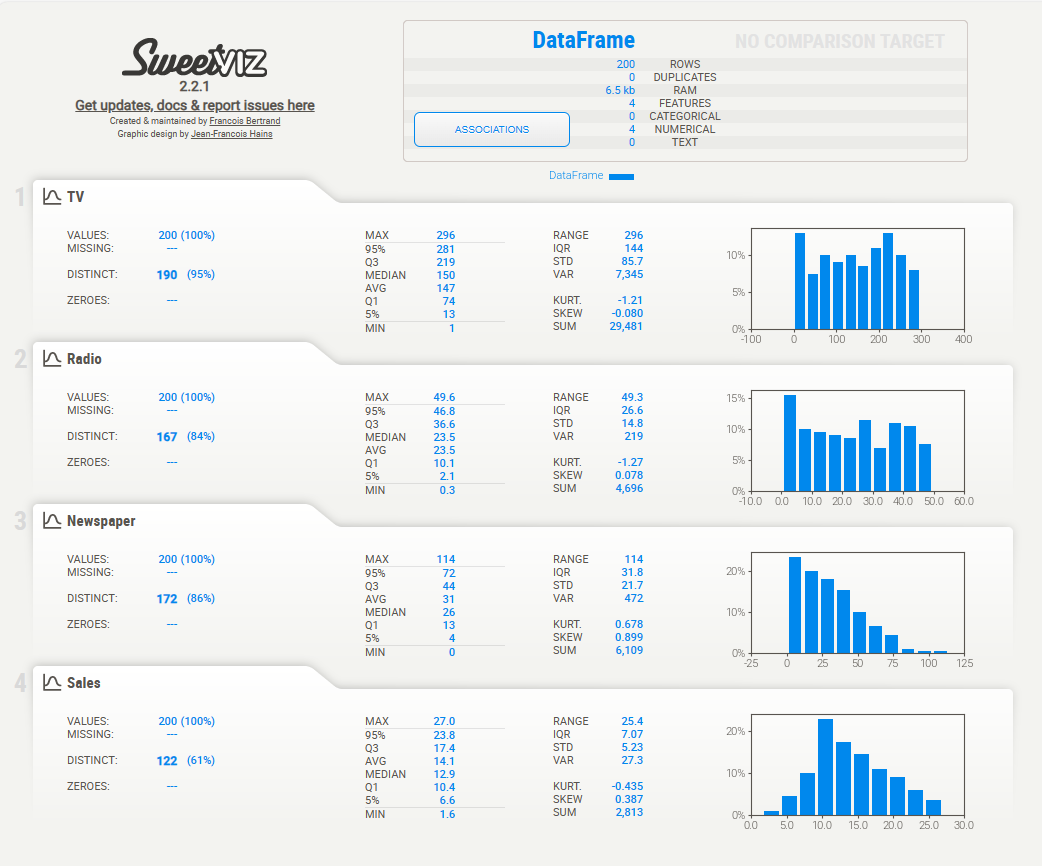 SweetVIZ
2.2.1
Get updates, docs & report issues here
Created & maintained by Francois Bertrand
Graphic design by Jean-Francois Hains
DataFrame NO COMPARISON TARGET
200 ROWS
0 DUPLICATES
6.5 kb RAM
4 FEATURES
0 CATEGORICAL
4 NUMERICAL
0 TEXT
ASSOCIATIONS
DataFrame
1 TV
VALUES: 200 (100%)
MISSING: ---
DISTINCT: 190 (95%)
ZEROES: ---
MAX 296
95% 281
Q3 219
MEDIAN 150
AVG 147
Q1 74
5% 13
MIN 1
RANGE 296
IQR 144
STD 85.7
VAR 7,345
KURT. -1.21
SKEW -0.080
SUM 29,481
10%
5%
0%
-100 0 100 200 300 400
2 Radio
VALUES: 200 (100%)
MISSING: ---
DISTINCT: 167 (84%)
ZEROES: ---
MAX 49.6
95% 46.8
Q3 36.6
MEDIAN 23.5
AVG 23.5
Q1 10.1
5% 2.1
MIN 0.3
RANGE 49.3
IQR 26.6
STD 14.8
VAR 219
KURT. -1.27
SKEW 0.078
SUM 4,696
15%
10%
5%
0%
-10.0 0.0 10.0 20.0 30.0 40.0 50.0 60.0
3 Newspaper
VALUES: 200 (100%)
MISSING: ---
DISTINCT: 172 (86%)
ZEROES: ---
MAX 114
95% 72
Q3 44
AVG 31
MEDIAN 26
Q1 13
5% 4
MIN 0
RANGE 114
IQR 31.8
STD 21.7
VAR 472
KURT. 0.678
SKEW 0.899
SUM 6,109
20%
10%
0%
-25 0 25 50 75 100 125
4 Sales
VALUES: 200 (100%)
MISSING: ---
DISTINCT: 122 (61%)
ZEROES: ---
MAX 27.0
95% 23.8
Q3 17.4
AVG 14.1
MEDIAN 12.9
Q1 10.4
5% 6.6
MIN 1.6
RANGE 25.4
IQR 7.07
STD 5.23
VAR 27.3
KURT. -0.435
SKEW 0.387
SUM 2,813
20%
10%
0%
0.0 5.0 10.0 15.0 20.0 25.0 30.0